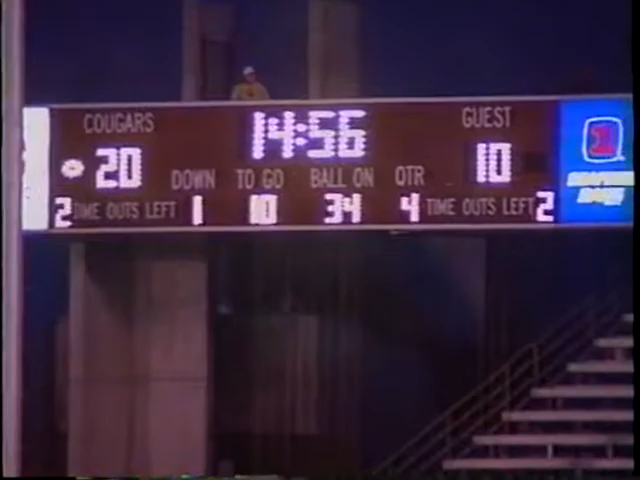 COUGARS 14:56 GUEST
20 10 1
DOWN TO GO BALL ON QTR
2 TIME OUTS LEFT 1 10 34 4 TIME OUTS LEFT 2